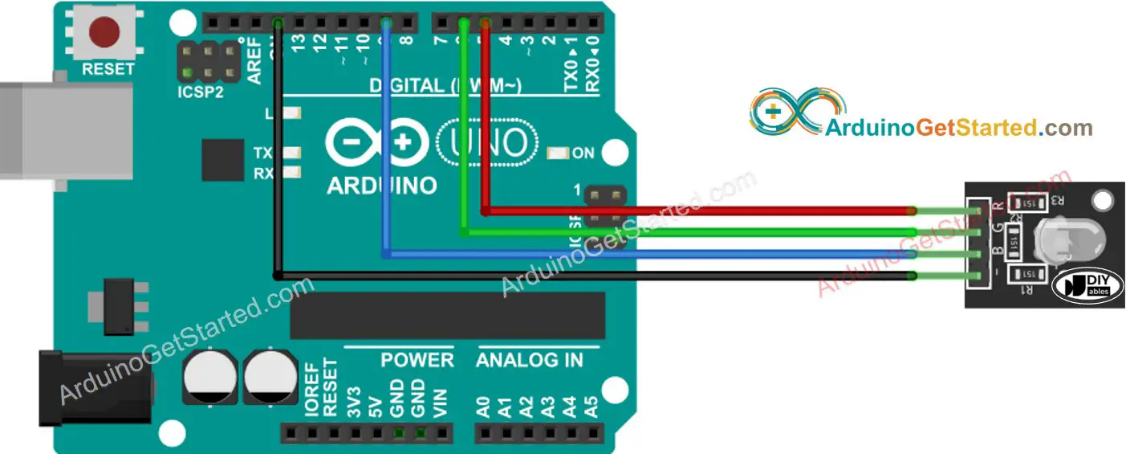 RESET
ICSP2
AREF
GN
13
12
~11
~10
9
8
7
6
5
4
~3
2
TX0►1
RX0◄0
DIGITAL (PWM~)
L
TX
RX
UNO
ON
ARDUINO
1
ICSP
ArduinoGetStarted.com
R
G
B
-
R3
R2
R1
151
151
151
DIY
ables
ArduinoGetStarted.com
ArduinoGetStarted.com
ArduinoGetStarted.com
POWER
ANALOG IN
IOREF
RESET
3V3
5V
GND
GND
VIN
A0
A1
A2
A3
A4
A5